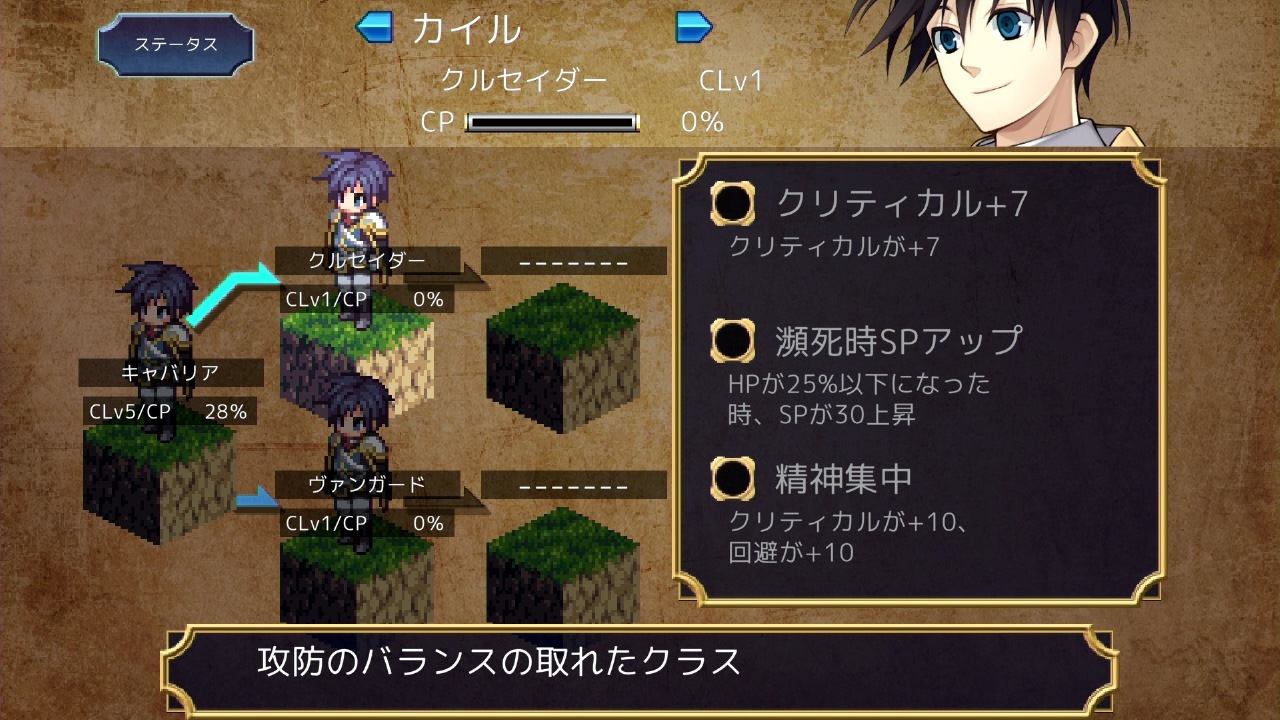 ステータス
カイル
クルセイダー CLv1
CP 0%
クルセイダー
CLv1/CP 0%
-------
キャバリア
CLv5/CP 28%
ヴァンガード
CLv1/CP 0%
-------
クリティカル+7
クリティカルが+7
瀕死時SPアップ
HPが25%以下になった
時、SPが30上昇
精神集中
クリティカルが+10、
回避が+10
攻防のバランスの取れたクラス